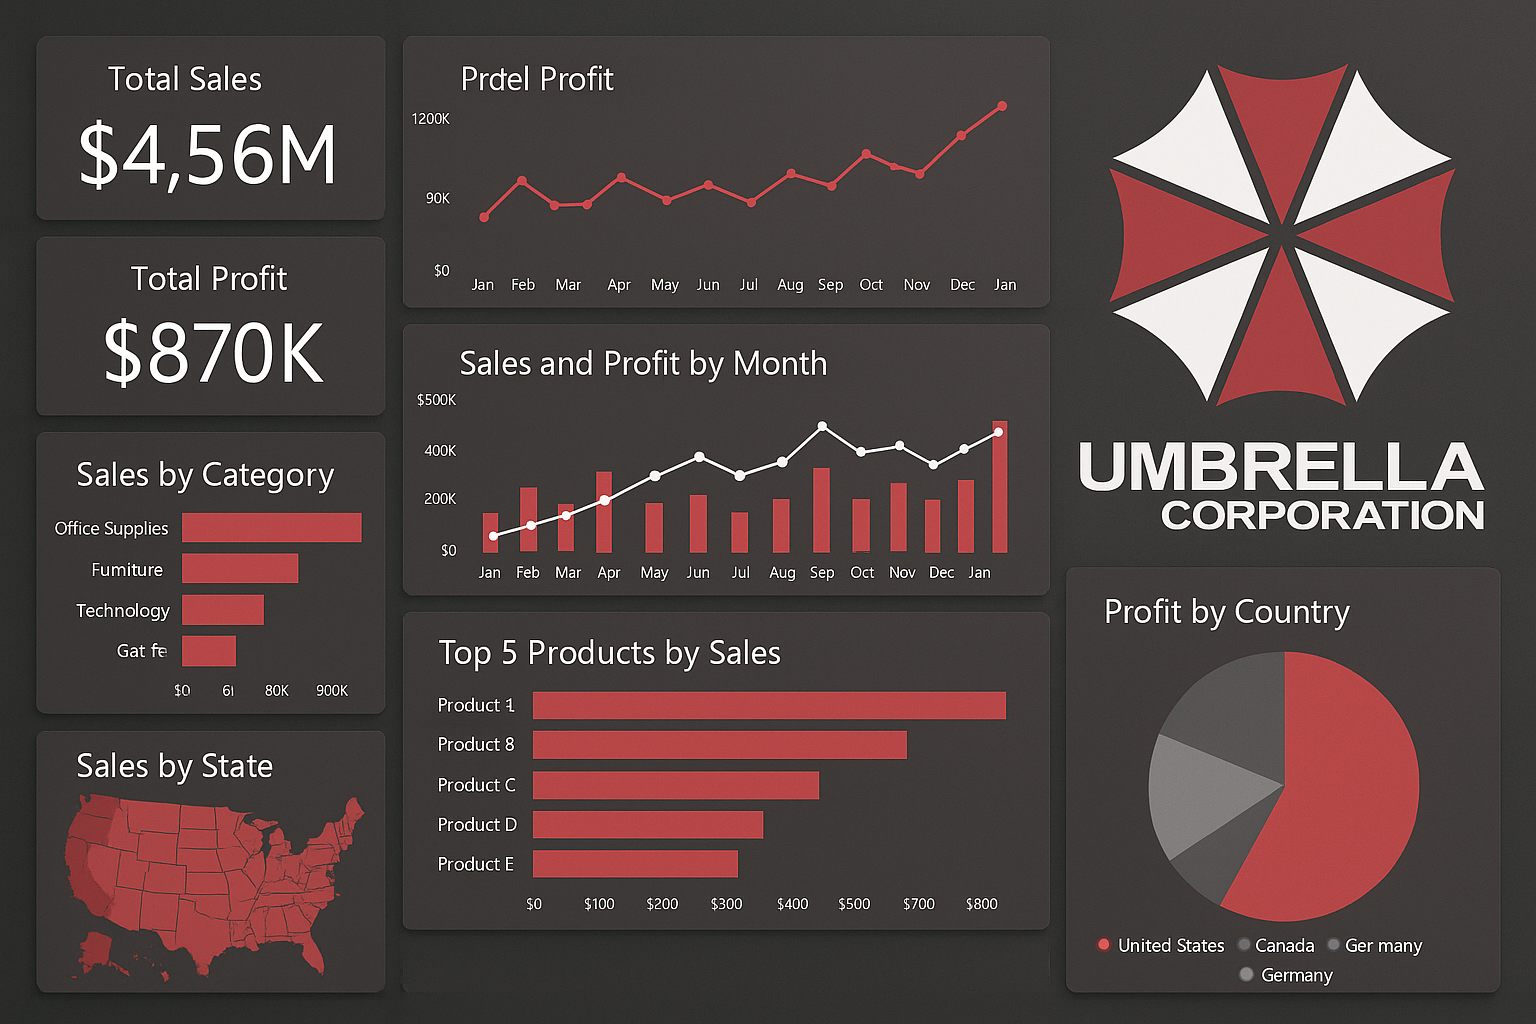 Total Sales
$4,56M
Total Profit
$870K
Sales by Category
Office Supplies
Fumiture
Technology
Gat fe
$0 6l 80K 900K
Sales by State
Prdel Profit
1200K
90K
$0
Jan Feb Mar Apr May Jun Jul Aug Sep Oct Nov Dec Jan
Sales and Profit by Month
$500K
400K
200K
$0
Jan Feb Mar Apr May Jun Jul Aug Sep Oct Nov Dec Jan
Top 5 Products by Sales
Product 1
Product 8
Product C
Product D
Product E
$0 $100 $200 $300 $400 $500 $700 $800
UMBRELLA
CORPORATION
Profit by Country
United States Canada Ger many
Germany